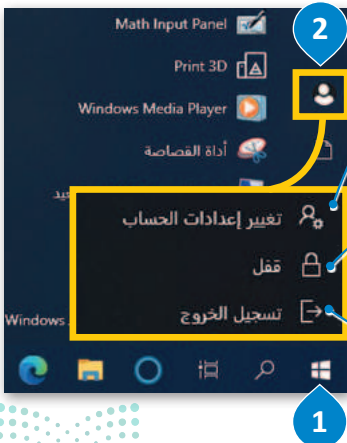 2
Math Input Panel
Print 3D
Windows Media Player
أداة القصاصة
تغيير إعدادات الحساب
قفل
تسجيل الخروج
Windows
1